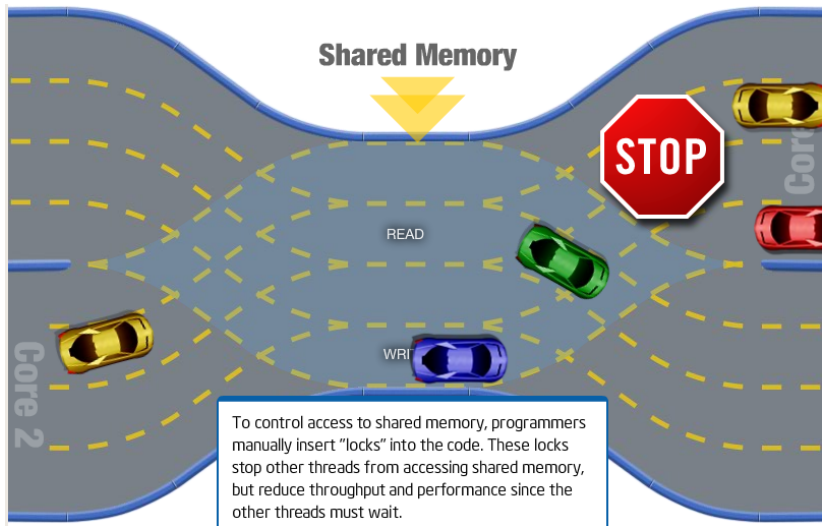 Shared Memory
STOP
Core
READ
WRIT
Core 2
To control access to shared memory, programmers
manually insert "locks" into the code. These locks
stop other threads from accessing shared memory,
but reduce throughput and performance since the
other threads must wait.